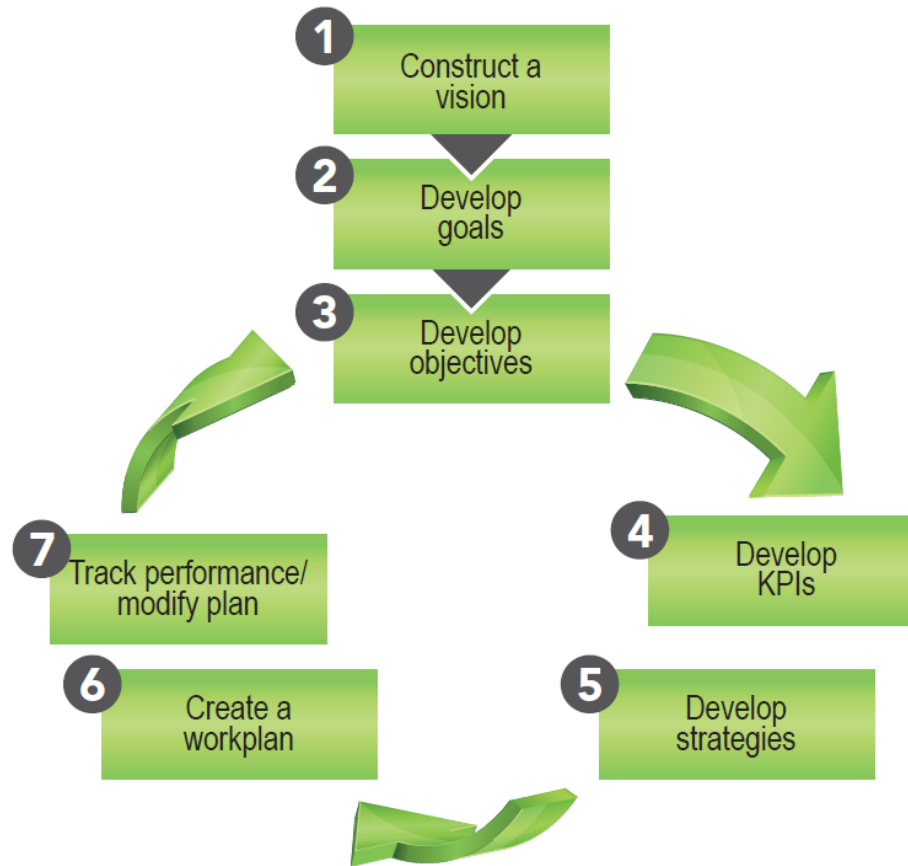 1
Construct a
vision
2
Develop
goals
3
Develop
objectives
4
Develop
KPIs
5
Develop
strategies
6
Create a
workplan
7
Track performance/
modify plan